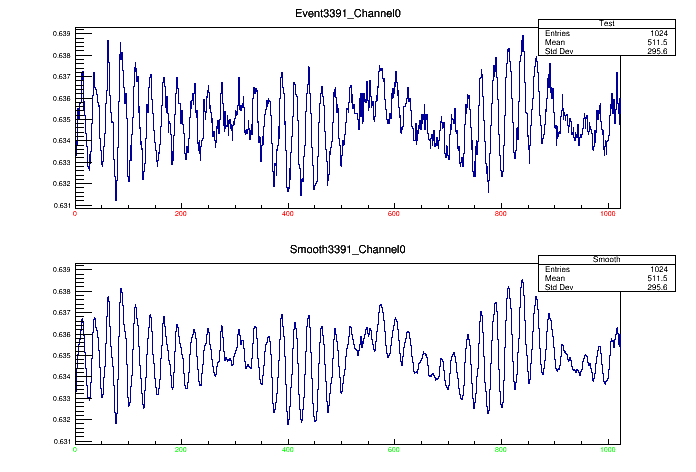 Event3391_Channel0
Test
Entries 1024
Mean 511.5
Std Dev 295.6
0.639
0.638
0.637
0.636
0.635
0.634
0.633
0.632
0.631
0 200 400 600 800 1000
Smooth3391_Channel0
Smooth
Entries 1024
Mean 511.5
Std Dev 295.6
0.639
0.638
0.637
0.636
0.635
0.634
0.633
0.632
0.631
0 200 400 600 800 1000